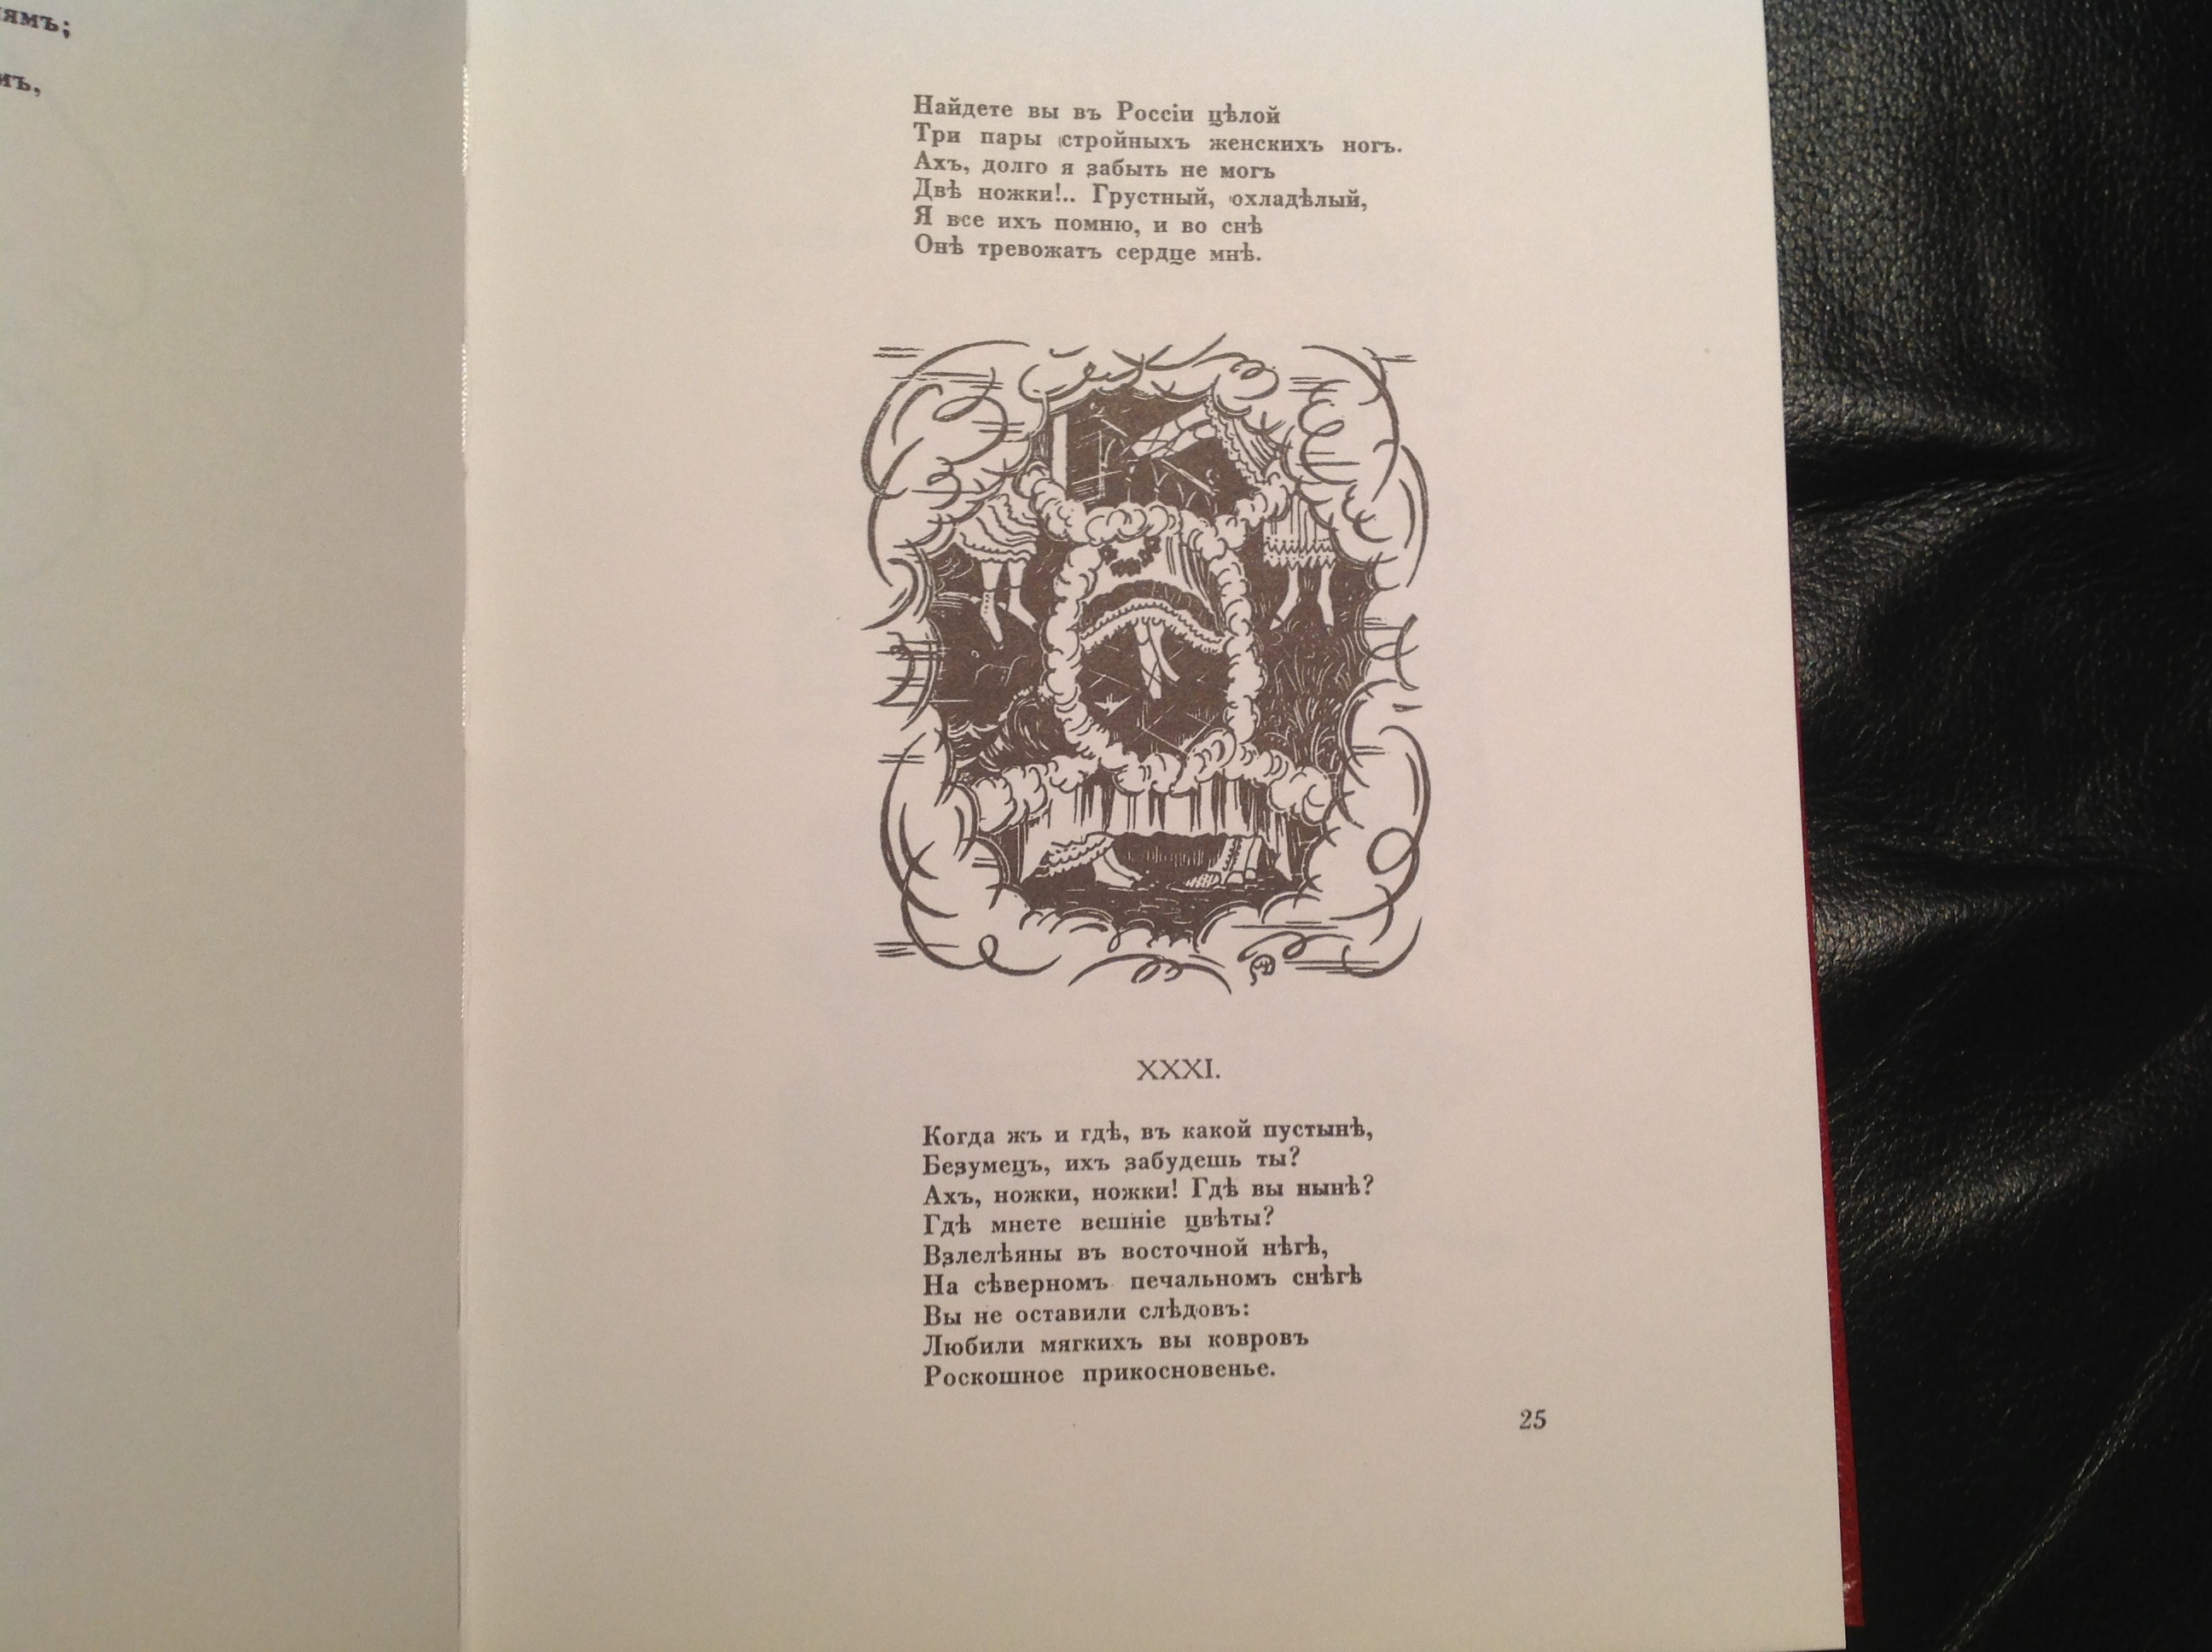 ямъ;
мъ,
Найдете вы въ Россіи цѣлой
Три пары стройныхъ женскихъ ногъ.
Ахъ, долго я забыть не могъ
Двѣ ножки!.. Грустный, охладѣлый,
Я все ихъ помню, и во снѣ
Онѣ тревожатъ сердце мнѣ.
XXXI.
Когда жъ и гдѣ, въ какой пустынѣ,
Безумецъ, ихъ забудешь ты?
Ахъ, ножки, ножки! Гдѣ вы нынѣ?
Гдѣ мнете вешніе цвѣты?
Взлелѣяны въ восточной нѣгѣ,
На сѣверномъ печальномъ снѣгѣ
Вы не оставили слѣдовъ:
Любили мягкихъ вы ковровъ
Роскошное прикосновенье.
25